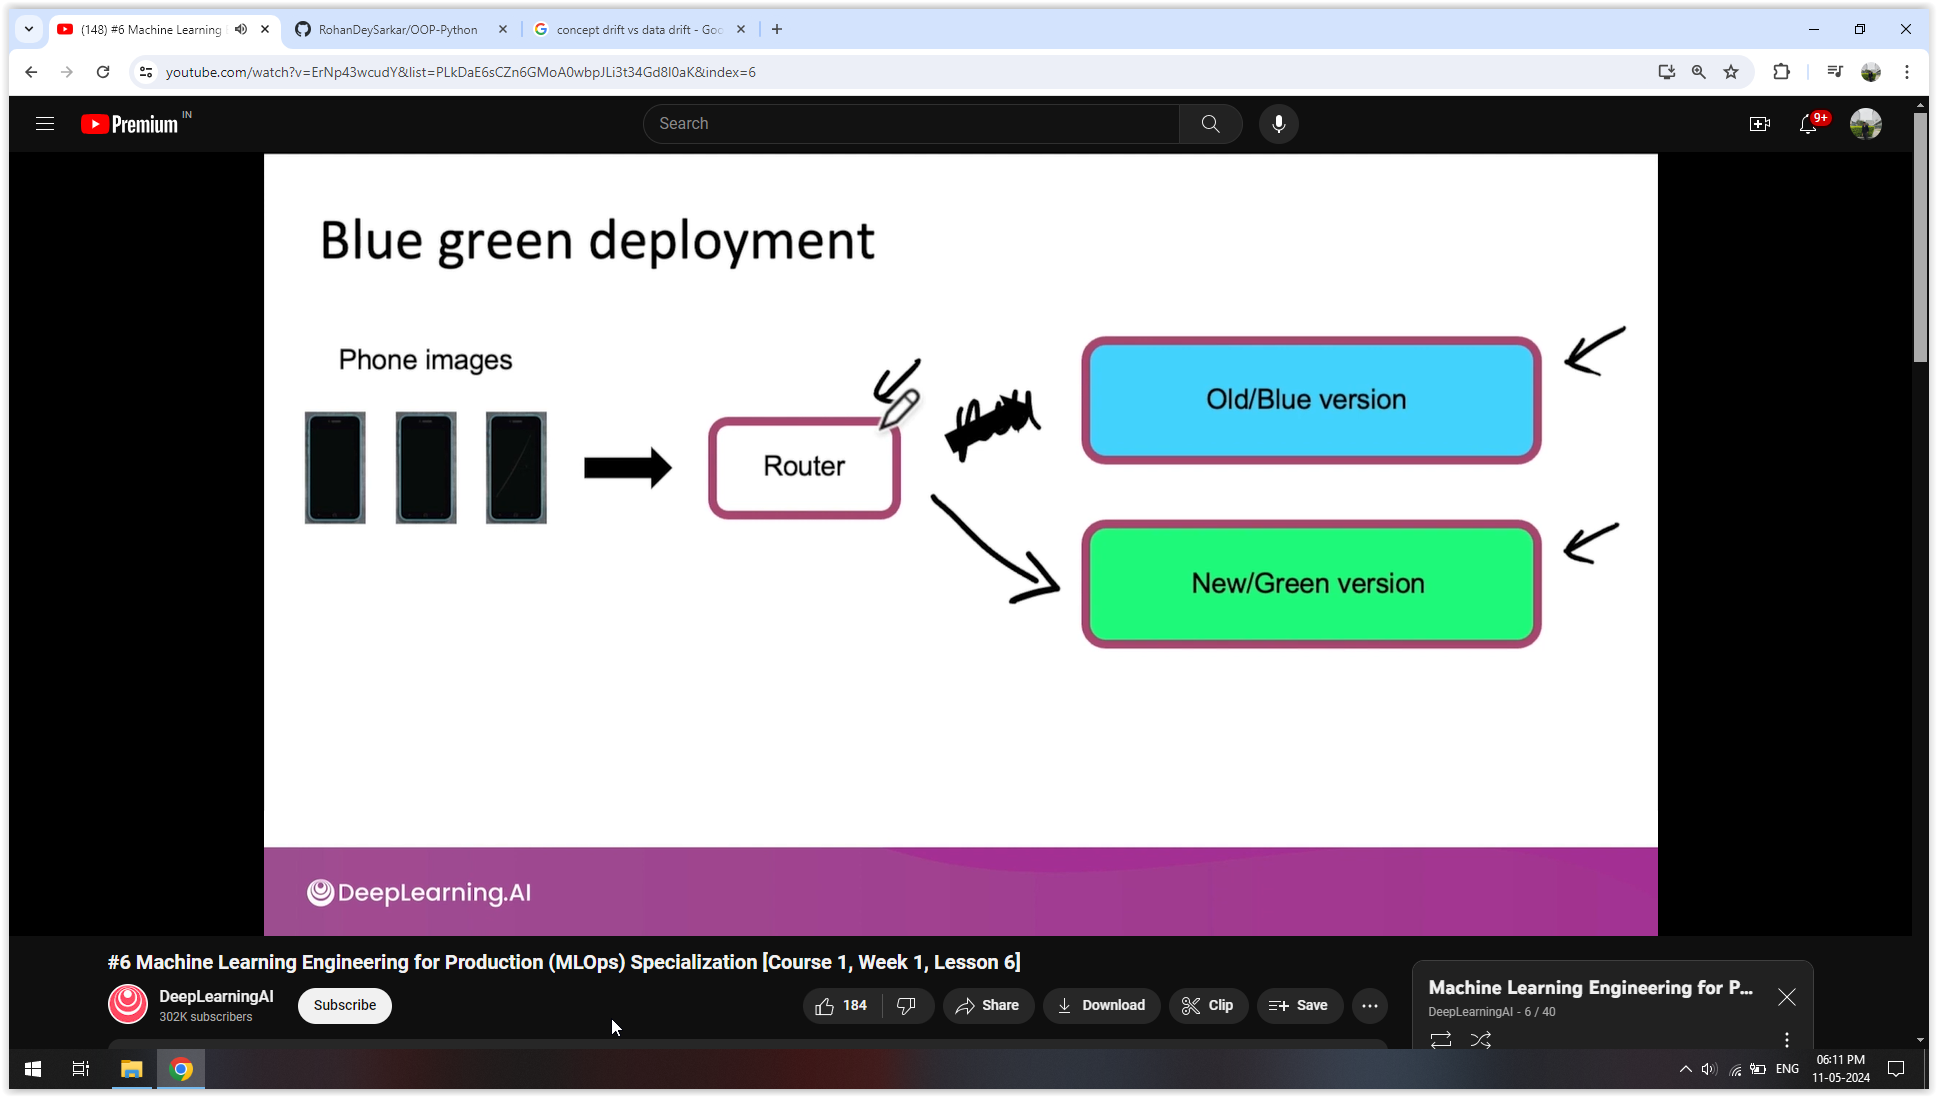 (148) #6 Machine Learning
RohanDeySarkar/OOP-Python
concept drift vs data drift - Goo
youtube.com/watch?v=ErNp43wcudY&list=PLkDaE6sCZn6GMoA0wbpJLi3t34Gd8l0aK&index=6
Premium IN
Search
9+
Blue green deployment
Phone images
Router
Old/Blue version
New/Green version
DeepLearning.AI
#6 Machine Learning Engineering for Production (MLOps) Specialization [Course 1, Week 1, Lesson 6]
DeepLearningAI
302K subscribers
Subscribe
184
Share
Download
Clip
Save
Machine Learning Engineering for P...
DeepLearningAI - 6 / 40
ENG
06:11 PM
11-05-2024